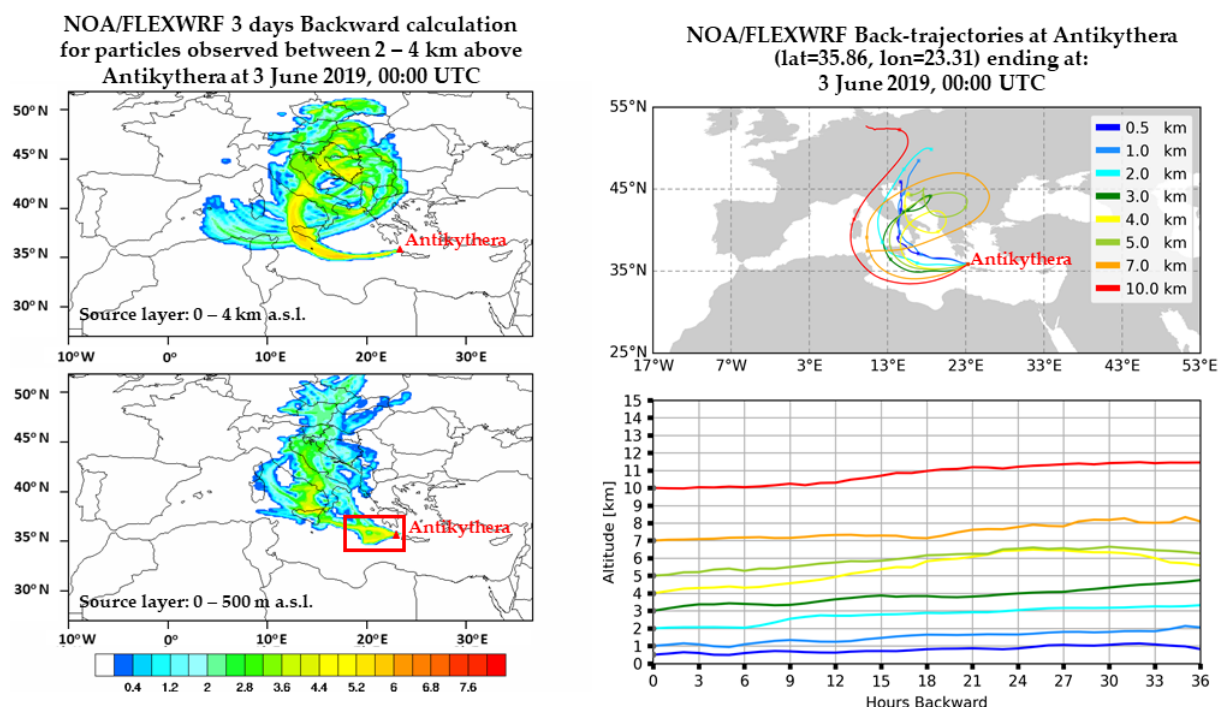 NOA/FLEXWRF 3 days Backward calculation
for particles observed between 2 – 4 km above
Antikythera at 3 June 2019, 00:00 UTC
50° N
45° N
40° N
35° N
30° N
Antikythera
Source layer: 0 – 4 km a.s.l.
10°W 0° 10°E 20°E 30°E
50° N
45° N
40° N
35° N
30° N
Antikythera
Source layer: 0 – 500 m a.s.l.
10°W 0° 10°E 20°E 30°E
0.4 1.2 2 2.8 3.6 4.4 5.2 6 6.8 7.6
NOA/FLEXWRF Back-trajectories at Antikythera
(lat=35.86, lon=23.31) ending at:
3 June 2019, 00:00 UTC
55°N
45°N
35°N
25°N
Antikythera
0.5 km
1.0 km
2.0 km
3.0 km
4.0 km
5.0 km
7.0 km
10.0 km
17°W 7°W 3°E 13°E 23°E 33°E 43°E 53°E
Altitude [km]
15
14
13
12
11
10
9
8
7
6
5
4
3
2
1
0
0 3 6 9 12 15 18 21 24 27 30 33 36
Hours Backward